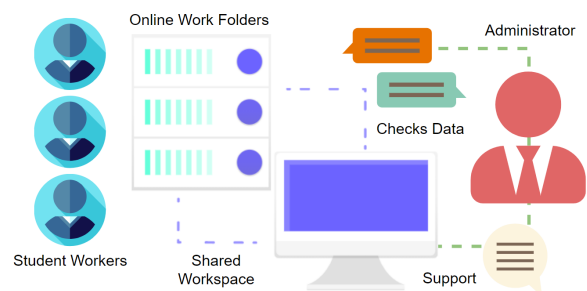 Online Work Folders
Administrator
Checks Data
Student Workers
Shared
Workspace
Support